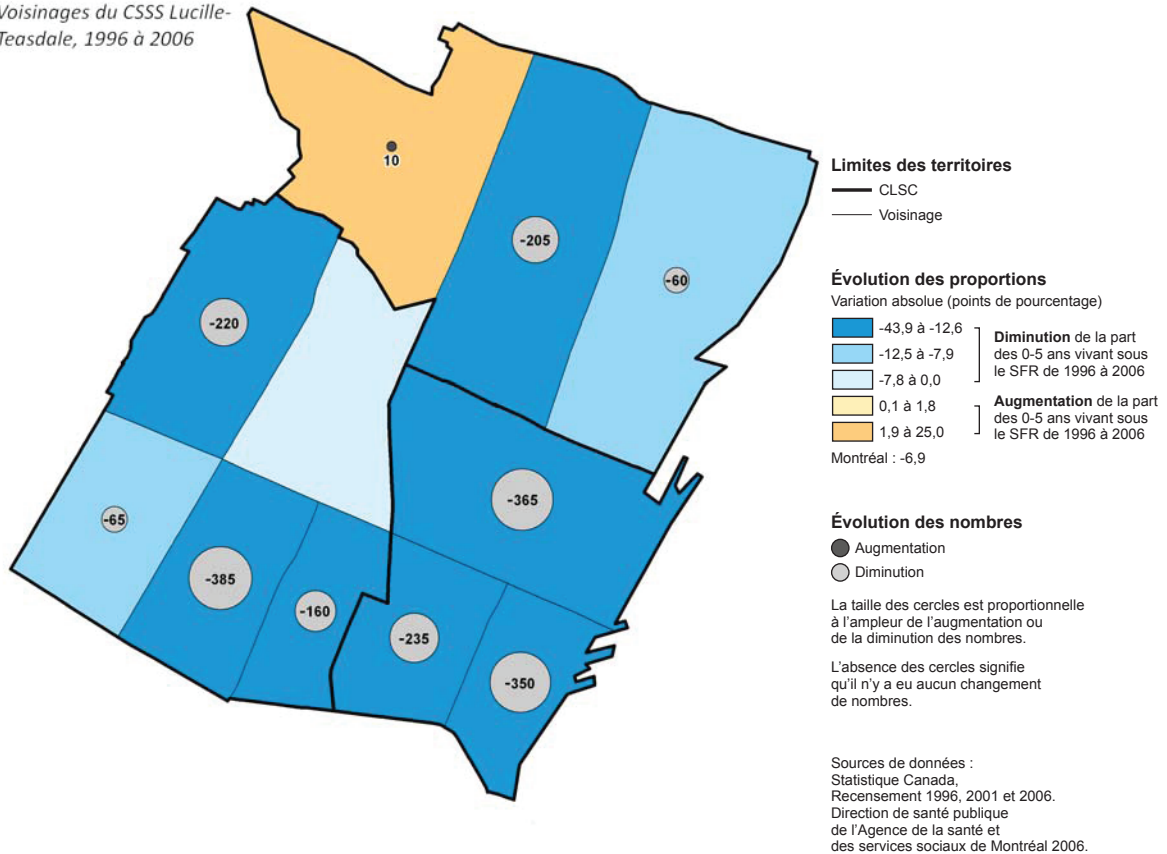 Voisinages du CSSS Lucille-
Teasdale, 1996 à 2006
10
-205
-60
-220
-365
-65
-385
-160
-235
-350
Limites des territoires
CLSC
Voisinage
Évolution des proportions
Variation absolue (points de pourcentage)
-43,9 à -12,6
-12,5 à -7,9
-7,8 à 0,0
Diminution de la part
des 0-5 ans vivant sous
le SFR de 1996 à 2006
0,1 à 1,8
1,9 à 25,0
Augmentation de la part
des 0-5 ans vivant sous
le SFR de 1996 à 2006
Montréal : -6,9
Évolution des nombres
Augmentation
Diminution
La taille des cercles est proportionnelle
à l'ampleur de l'augmentation ou
de la diminution des nombres.
L'absence des cercles signifie
qu'il n'y a eu aucun changement
de nombres.
Sources de données :
Statistique Canada,
Recensement 1996, 2001 et 2006.
Direction de santé publique
de l'Agence de la santé et
des services sociaux de Montréal 2006.